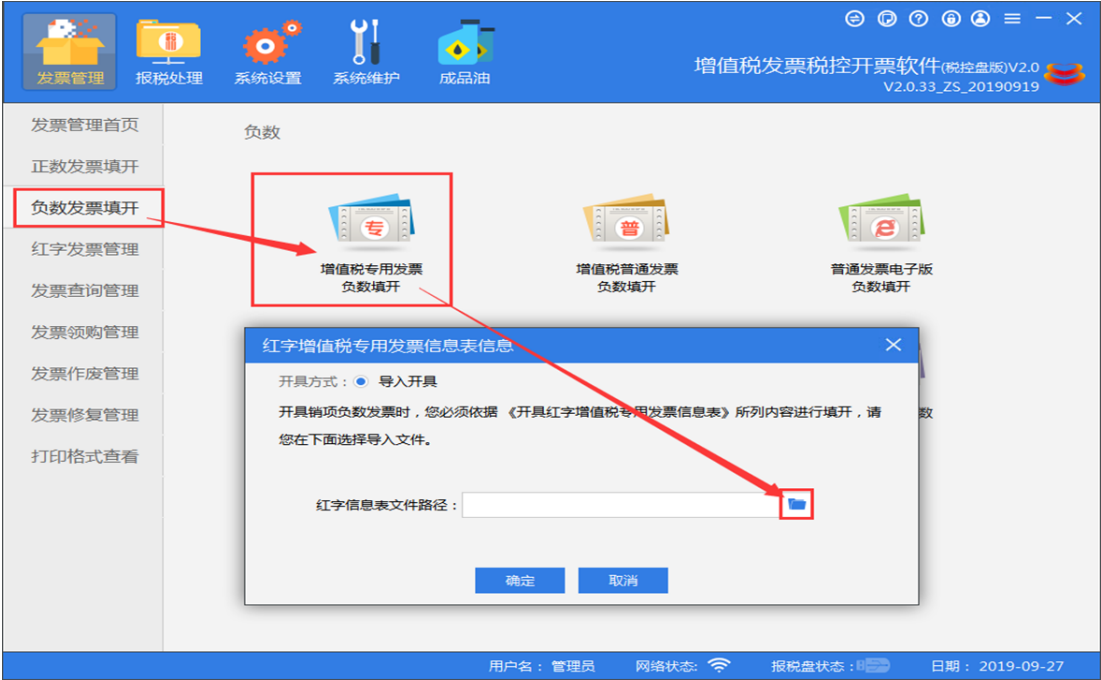 发票管理
报税处理
系统设置
系统维护
成品油
增值税发票税控开票软件(税控盘版)V2.0
V2.0.33_ZS_20190919
发票管理首页
正数发票填开
负数发票填开
红字发票管理
发票查询管理
发票领购管理
发票作废管理
发票修复管理
打印格式查看
负数
专
增值税专用发票
负数填开
普
增值税普通发票
负数填开
普通发票电子版
负数填开
红字增值税专用发票信息表信息
开具方式：
导入开具
开具销项负数发票时，您必须依据 《开具红字增值税专用发票信息表》所列内容进行填开，请
您在下面选择导入文件。
红字信息表文件路径：
确定
取消
数
用户名： 管理员
网络状态:
报税盘状态：
日期： 2019-09-27